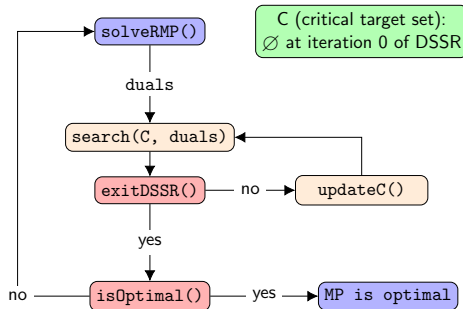 solveRMP()
C (critical target set):
∅ at iteration 0 of DSSR
duals
search(C, duals)
exitDSSR()
no
updateC()
yes
no
isOptimal()
yes
MP is optimal